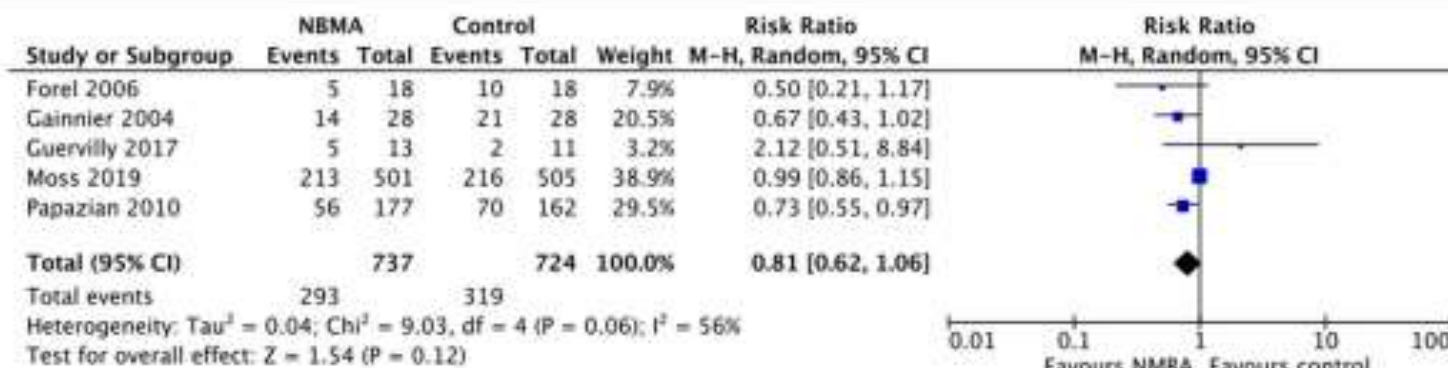 NBMA Control Risk Ratio Risk Ratio
Study or Subgroup Events Total Events Total Weight M-H, Random, 95% CI M-H, Random, 95% CI
Forel 2006 5 18 10 18 7.9% 0.50 [0.21, 1.17]
Gainnier 2004 14 28 21 28 20.5% 0.67 [0.43, 1.02]
Guervilly 2017 5 13 2 11 3.2% 2.12 [0.51, 8.84]
Moss 2019 213 501 216 505 38.9% 0.99 [0.86, 1.15]
Papazian 2010 56 177 70 162 29.5% 0.73 [0.55, 0.97]
Total (95% CI) 737 724 100.0% 0.81 [0.62, 1.06]
Total events 293 319
Heterogeneity: Tau² = 0.04; Chi² = 9.03, df = 4 (P = 0.06); I² = 56%
Test for overall effect: Z = 1.54 (P = 0.12)
0.01 0.1 1 10 100
Favours NMBA Favours control